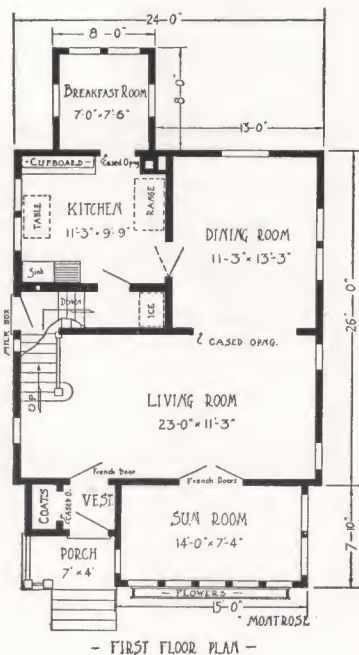 24'-0"
8'-0"
BREAKFAST ROOM
7'-0" × 7'-6"
8'-0"
13'-0"
CUPBOARD
Cased Opng
TABLE
KITCHEN
RANGE
11'-3" × 9'-9"
DINING ROOM
11'-3" × 13'-3"
Sink
DOWN
ICE
MILK BOX
CASED OPNG.
26'-0"
UP
LIVING ROOM
23'-0" × 11'-3"
French Door
French Doors
COATS
CASED O.
VEST.
SUN ROOM
14'-0" × 7'-4"
7'-10"
PORCH
7' × 4'
- FLOWERS -
15'-0"
"MONTROSE"
- FIRST FLOOR PLAN -